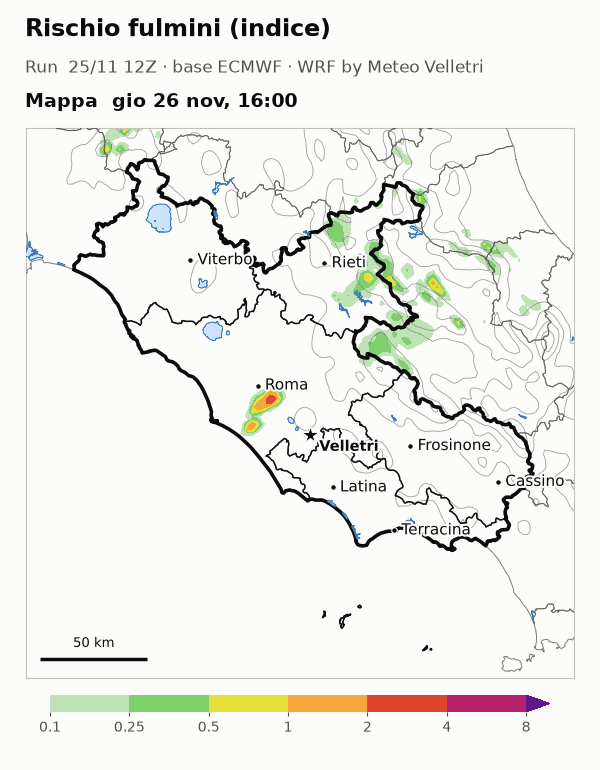 Rischio fulmini (indice)
Run  25/11 12Z · base ECMWF · WRF by Meteo Velletri
Mappa  gio 26 nov, 16:00
Viterbo
Rieti
Roma
Velletri
Frosinone
Latina
Cassino
Terracina
50 km
0.1 0.25 0.5 1 2 4 8